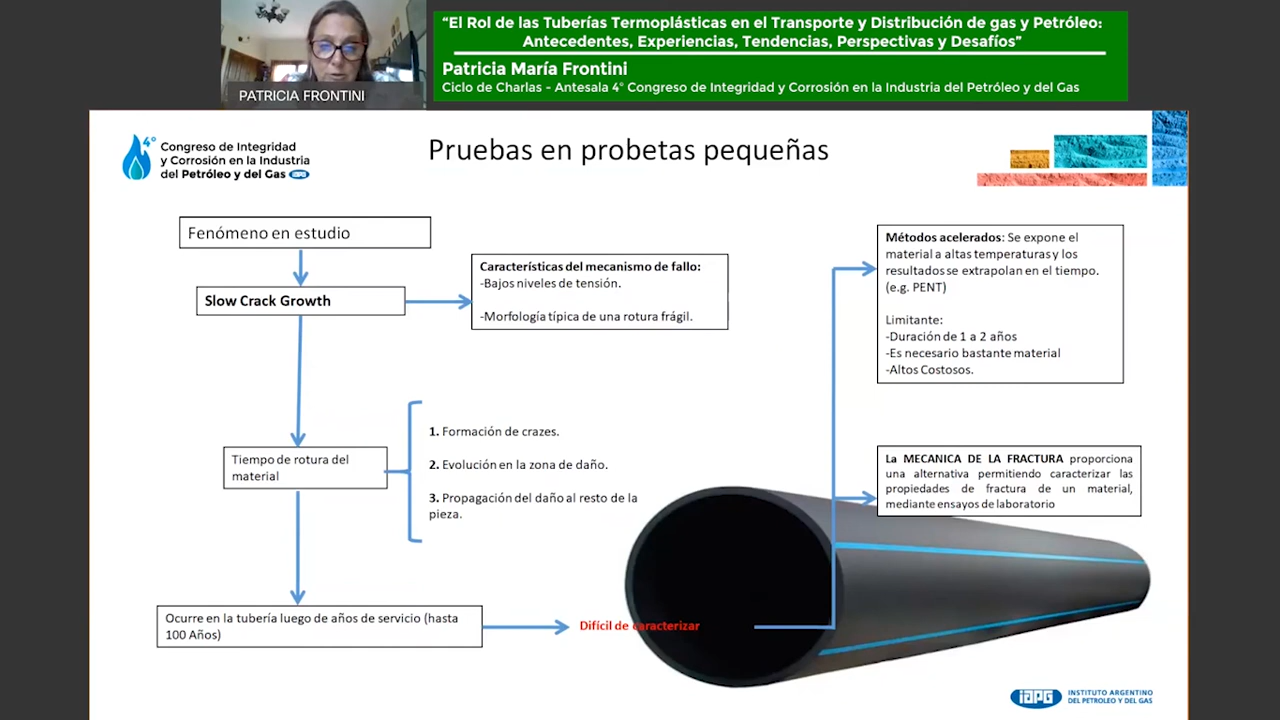 “El Rol de las Tuberías Termoplásticas en el Transporte y Distribución de gas y Petróleo:
Antecedentes, Experiencias, Tendencias, Perspectivas y Desafíos”
Patricia María Frontini
Ciclo de Charlas - Antesala 4° Congreso de Integridad y Corrosión en la Industria del Petróleo y del Gas
PATRICIA FRONTINI
4°
Congreso de Integridad
y Corrosión en la Industria
del Petróleo y del Gas IAPG
Pruebas en probetas pequeñas
Fenómeno en estudio
Slow Crack Growth
Características del mecanismo de fallo:
-Bajos niveles de tensión.
-Morfología típica de una rotura frágil.
Tiempo de rotura del
material
1. Formación de crazes.
2. Evolución en la zona de daño.
3. Propagación del daño al resto de la
pieza.
Ocurre en la tubería luego de años de servicio (hasta
100 Años)
Difícil de caracterizar
Métodos acelerados: Se expone el
material a altas temperaturas y los
resultados se extrapolan en el tiempo.
(e.g. PENT)
Limitante:
-Duración de 1 a 2 años
-Es necesario bastante material
-Altos Costosos.
La MECANICA DE LA FRACTURA proporciona
una alternativa permitiendo caracterizar las
propiedades de fractura de un material,
mediante ensayos de laboratorio
IAPG
INSTITUTO ARGENTINO
DEL PETROLEO Y DEL GAS